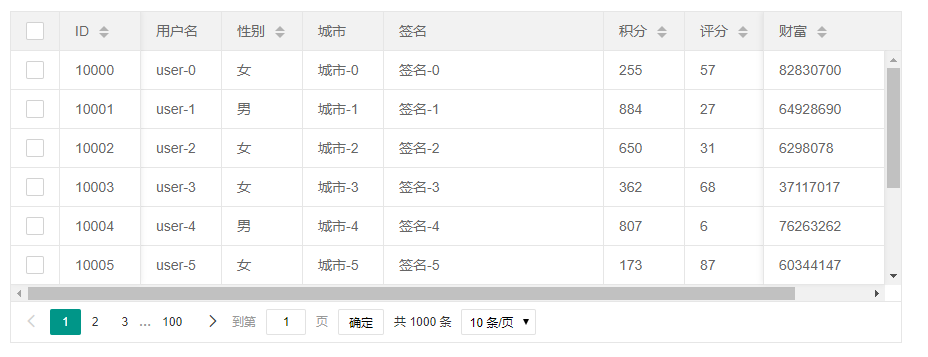 ID 用户名 性别 城市 签名 积分 评分 财富
10000 user-0 女 城市-0 签名-0 255 57 82830700
10001 user-1 男 城市-1 签名-1 884 27 64928690
10002 user-2 女 城市-2 签名-2 650 31 6298078
10003 user-3 女 城市-3 签名-3 362 68 37117017
10004 user-4 男 城市-4 签名-4 807 6 76263262
10005 user-5 女 城市-5 签名-5 173 87 60344147
1 2 3 … 100 到第 1 页 确定 共 1000 条 10 条/页